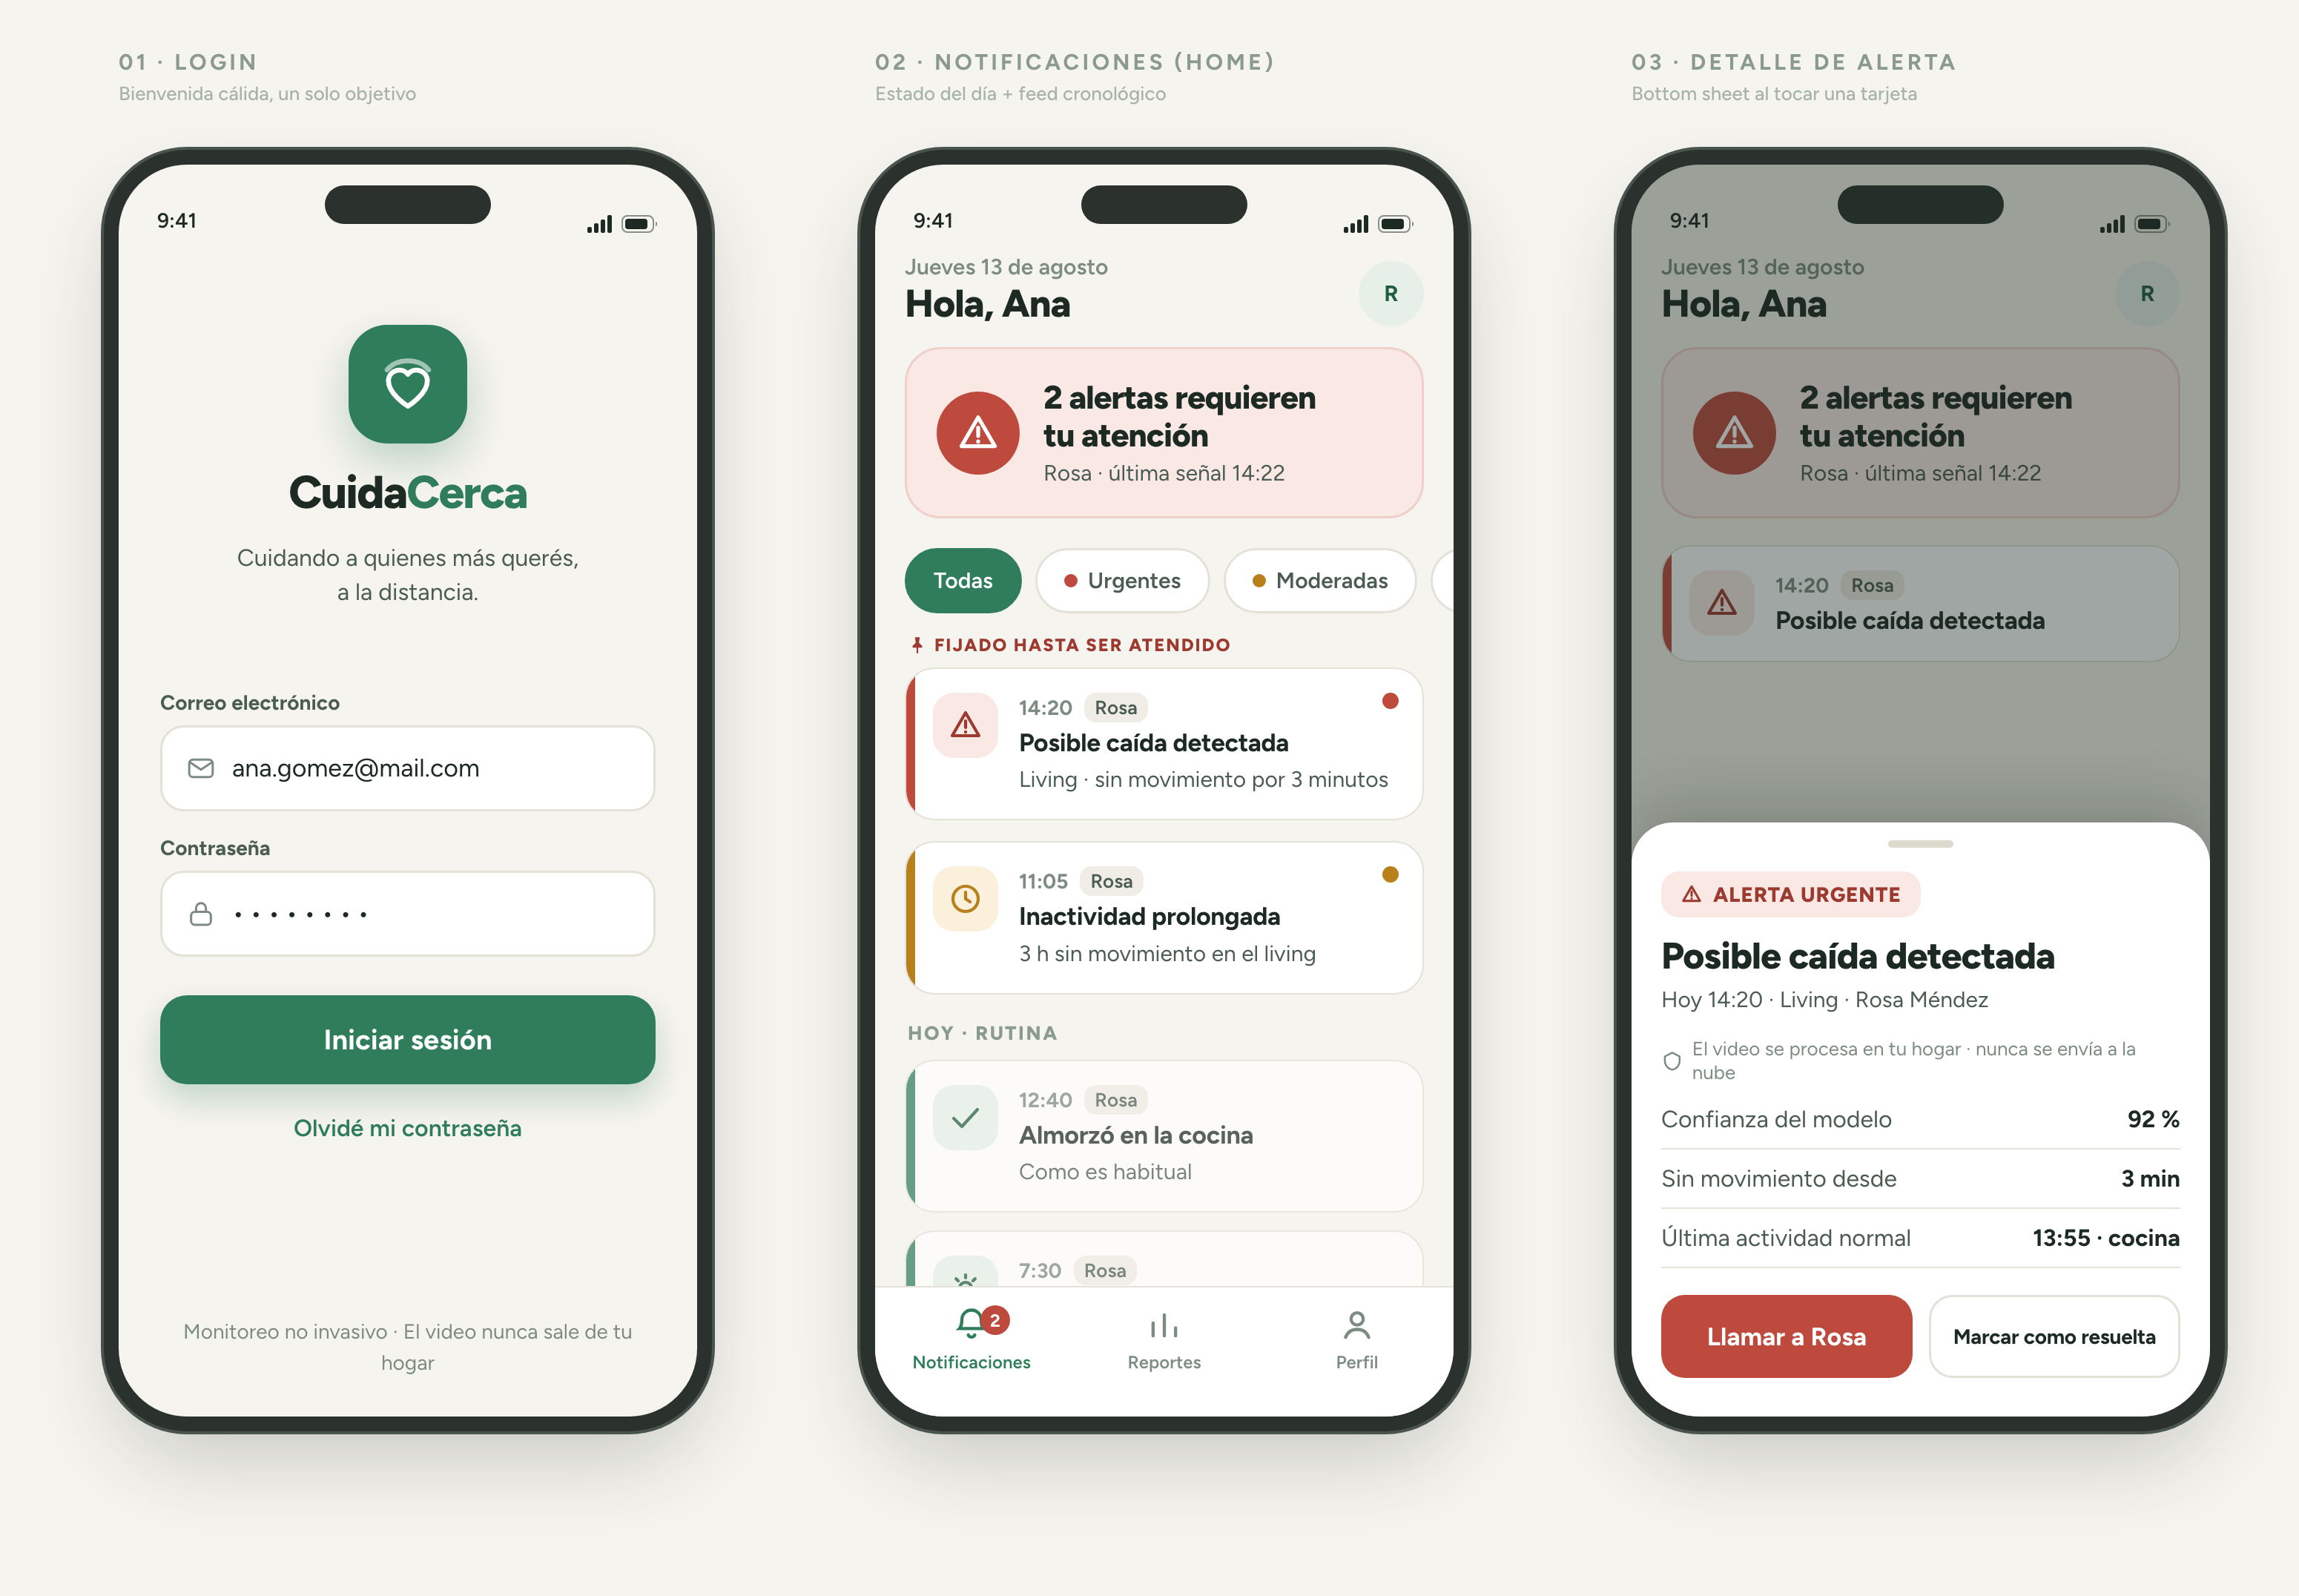 01 · LOGIN
Bienvenida cálida, un solo objetivo
9:41
CuidaCerca
Cuidando a quienes más querés,
a la distancia.
Correo electrónico
ana.gomez@mail.com
Contraseña
• • • • • • • •
Iniciar sesión
Olvidé mi contraseña
Monitoreo no invasivo · El video nunca sale de tu
hogar
02 · NOTIFICACIONES (HOME)
Estado del día + feed cronológico
9:41
Jueves 13 de agosto
Hola, Ana
R
2 alertas requieren
tu atención
Rosa · última señal 14:22
Todas Urgentes Moderadas
FIJADO HASTA SER ATENDIDO
14:20 Rosa
Posible caída detectada
Living · sin movimiento por 3 minutos
11:05 Rosa
Inactividad prolongada
3 h sin movimiento en el living
HOY · RUTINA
12:40 Rosa
Almorzó en la cocina
Como es habitual
7:30 Rosa
2
Notificaciones Reportes Perfil
03 · DETALLE DE ALERTA
Bottom sheet al tocar una tarjeta
9:41
Jueves 13 de agosto
Hola, Ana
R
2 alertas requieren
tu atención
Rosa · última señal 14:22
14:20 Rosa
Posible caída detectada
ALERTA URGENTE
Posible caída detectada
Hoy 14:20 · Living · Rosa Méndez
El video se procesa en tu hogar · nunca se envía a la
nube
Confianza del modelo 92 %
Sin movimiento desde 3 min
Última actividad normal 13:55 · cocina
Llamar a Rosa Marcar como resuelta